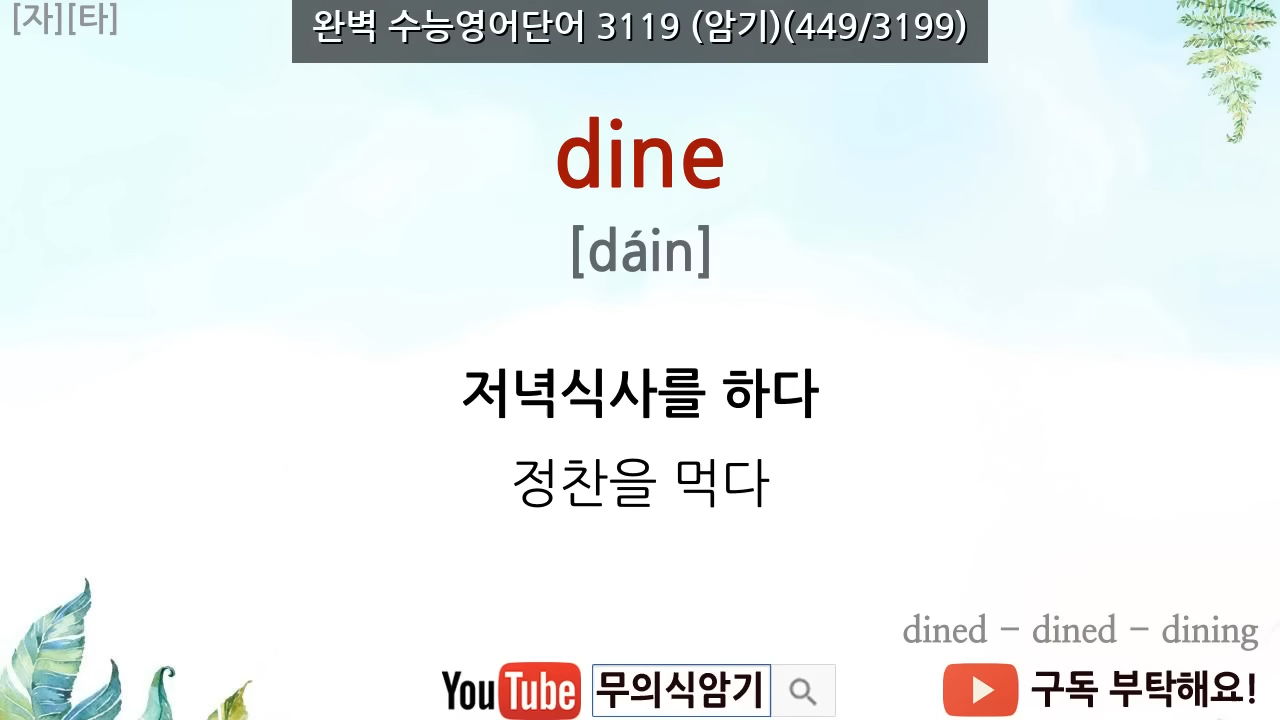 [자][타]
완벽 수능영어단어 3119 (암기)(449/3199)
dine
[dáin]
저녁식사를 하다
정찬을 먹다
dined - dined - dining
YouTube 무의식암기
구독 부탁해요!